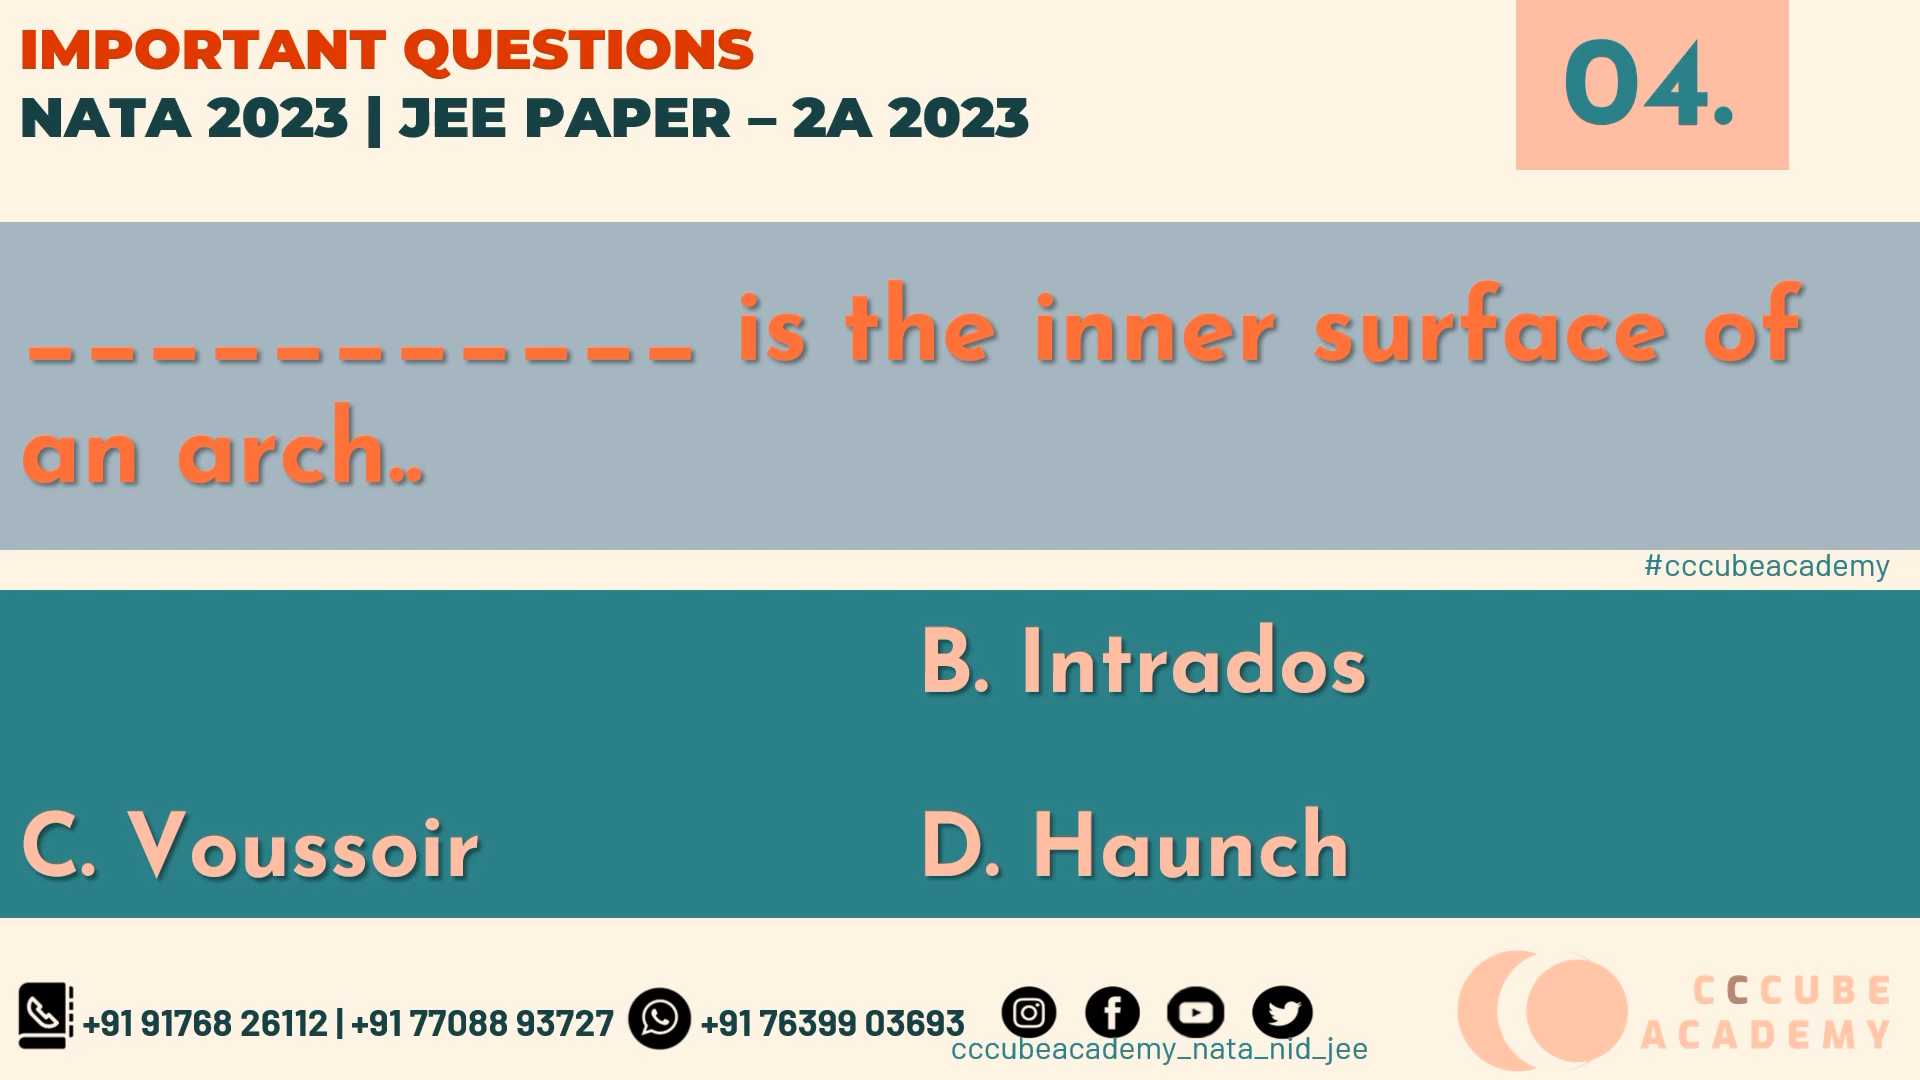 IMPORTANT QUESTIONS
NATA 2023 | JEE PAPER – 2A 2023
04.
___________ is the inner surface of
an arch..
#cccubeacademy
B. Intrados
C. Voussoir
D. Haunch
+91 91768 26112 | +91 77088 93727
+91 76399 03693
cccubeacademy_nata_nid_jee
CCCUBE
ACADEMY